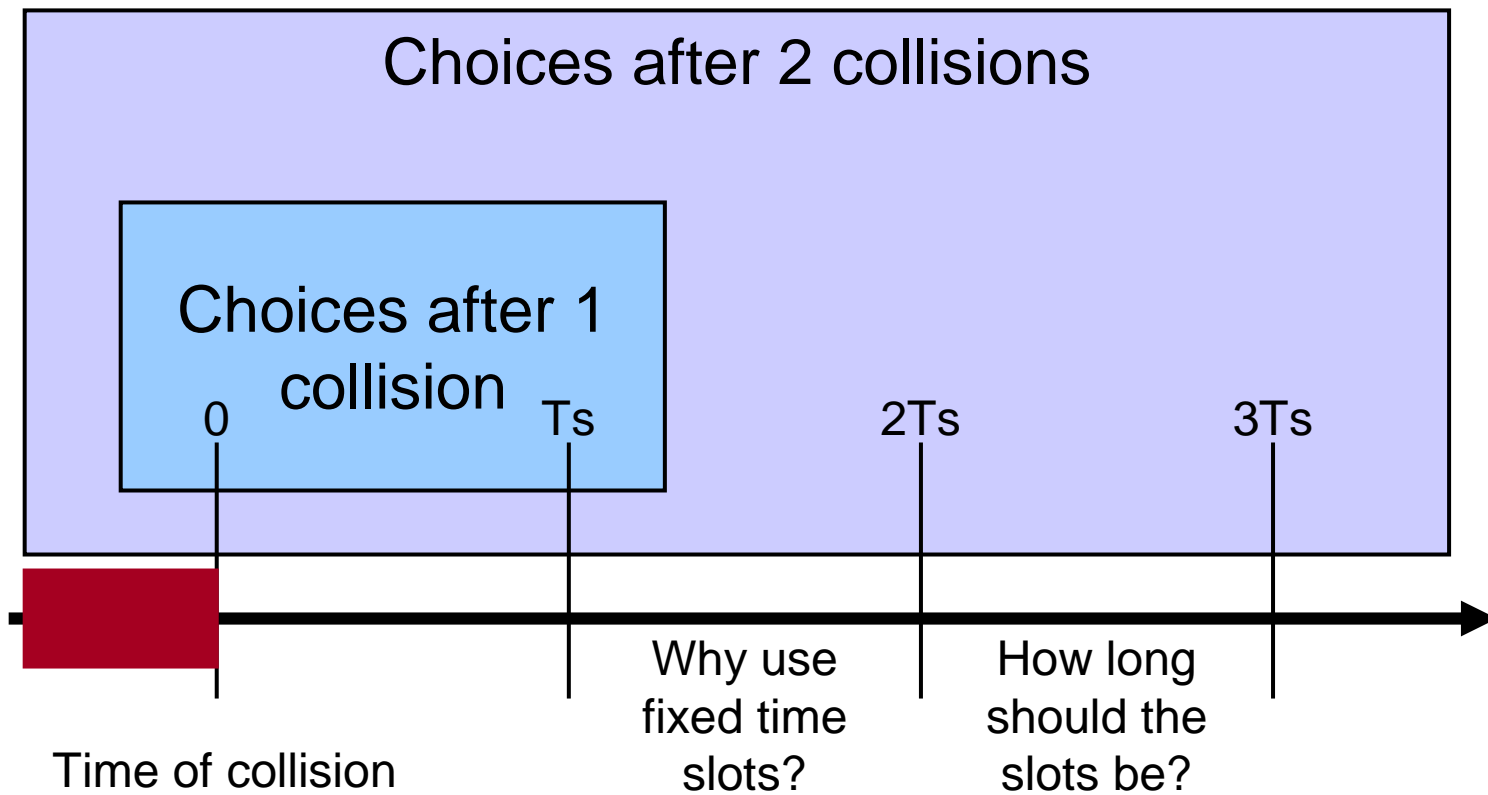 Choices after 2 collisions
Choices after 1
collision
0
Ts
2Ts
3Ts
Why use
fixed time
slots?
How long
should the
slots be?
Time of collision